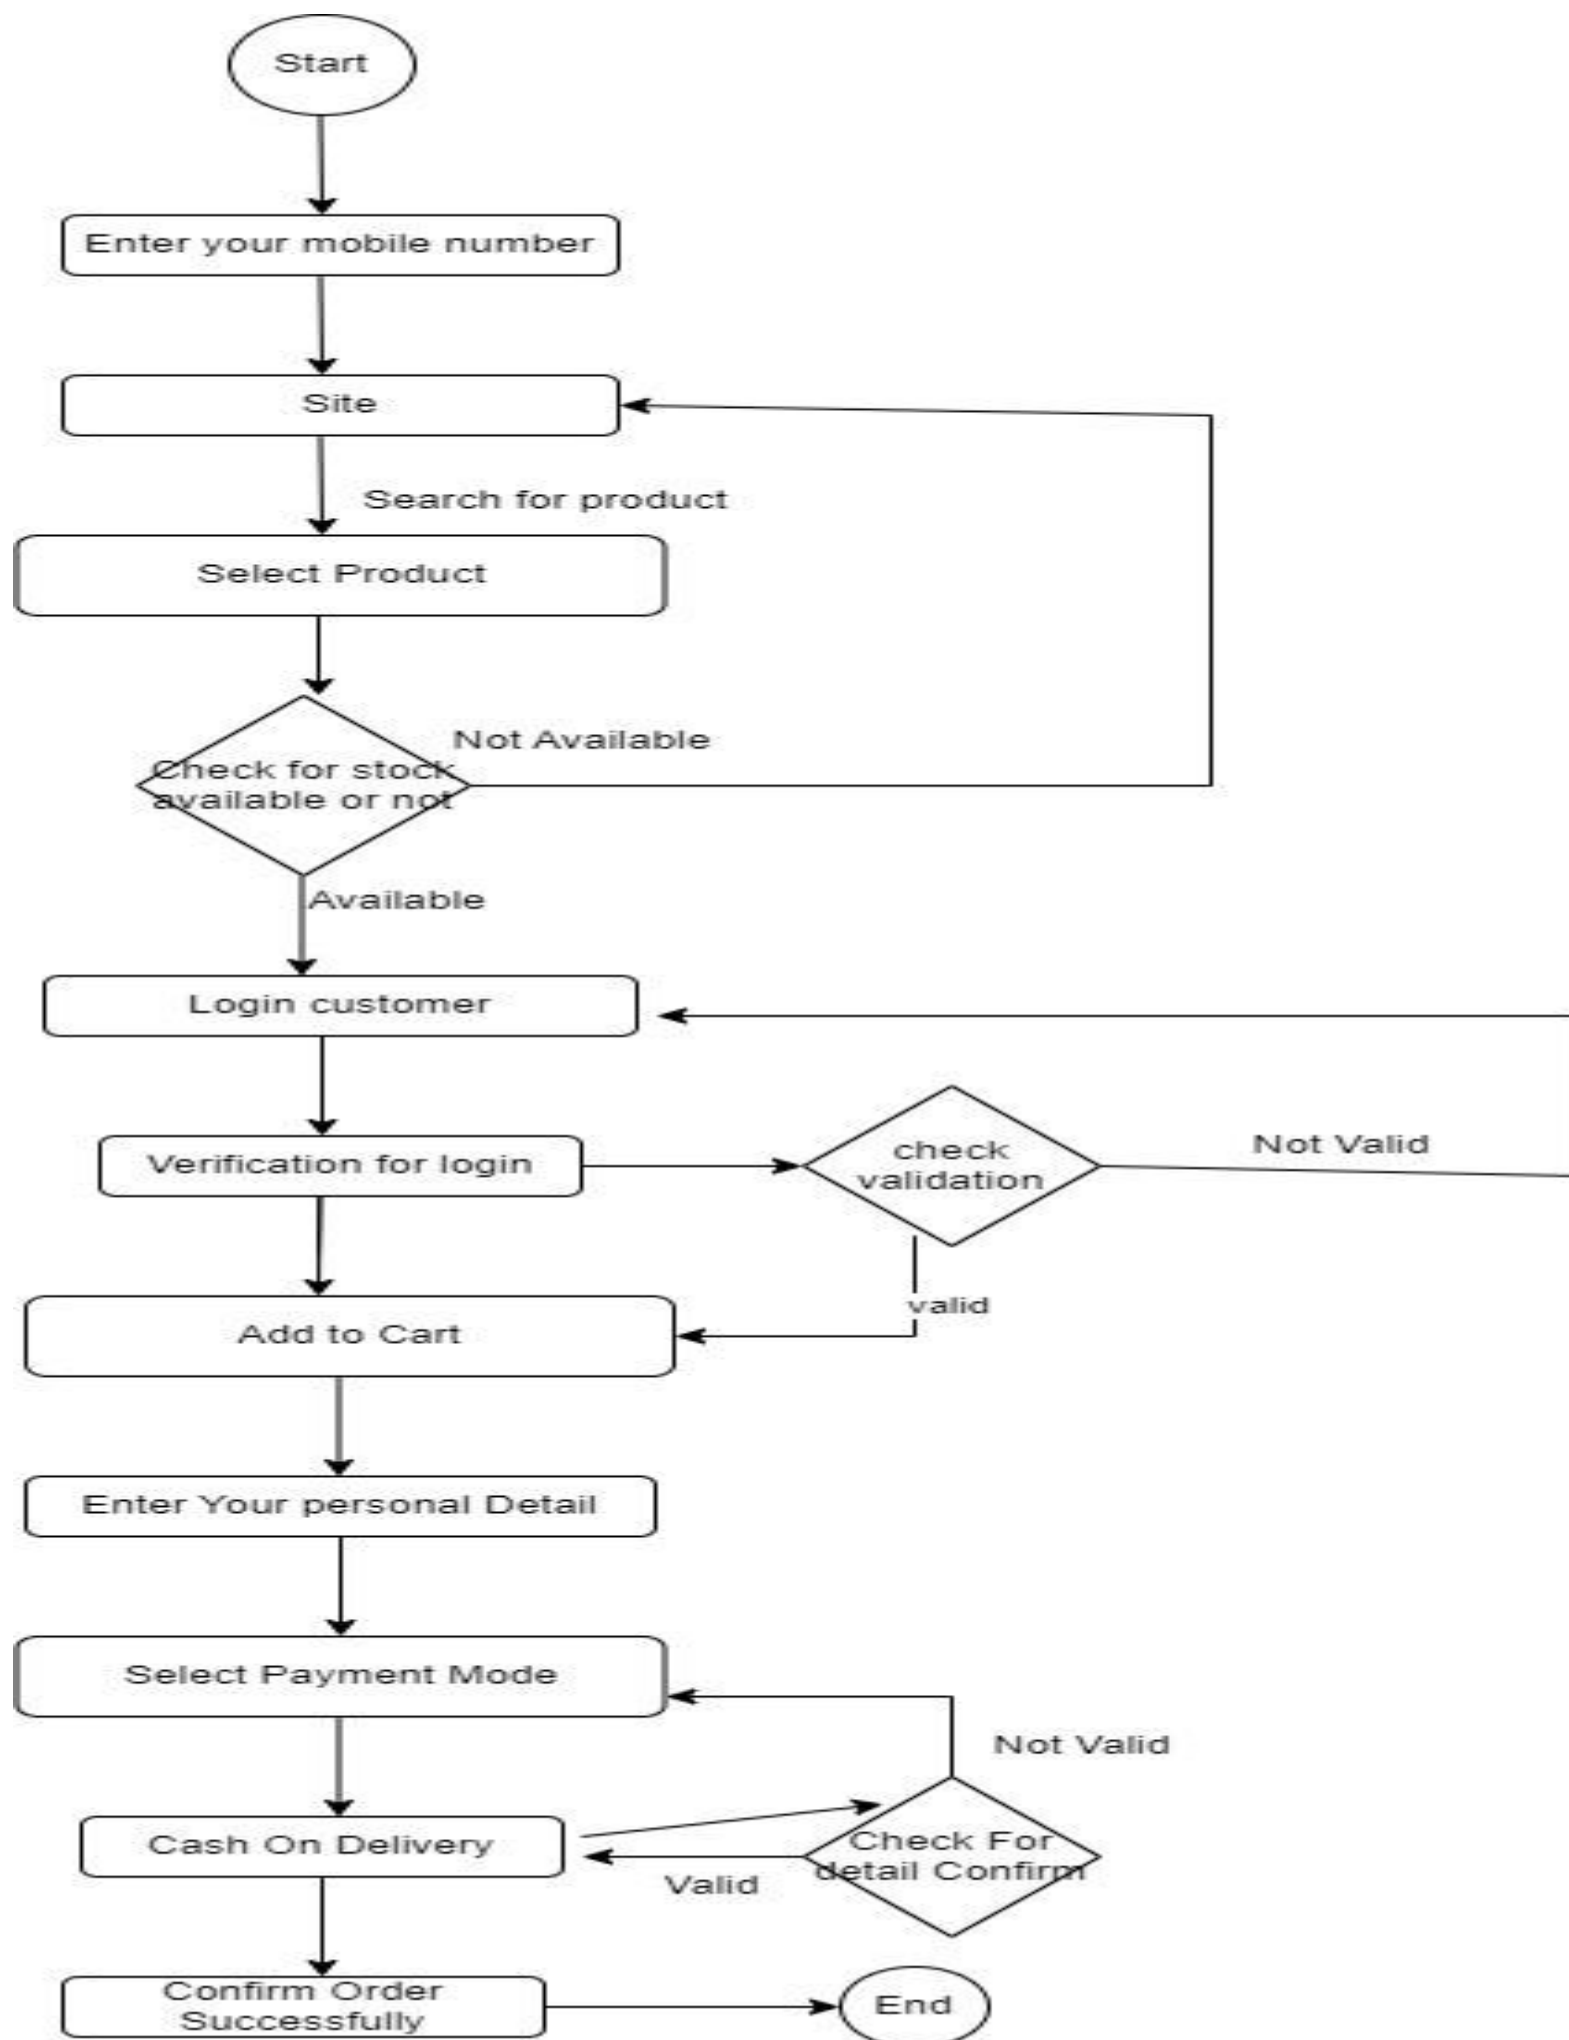 Start
Enter your mobile number
Site
Search for product
Select Product
Not Available
Check for stock
available or not
Available
Login customer
Verification for login
check
validation
Not Valid
valid
Add to Cart
Enter Your personal Detail
Select Payment Mode
Not Valid
Cash On Delivery
Check For
detail Confirm
Valid
Confirm Order
Successfully
End